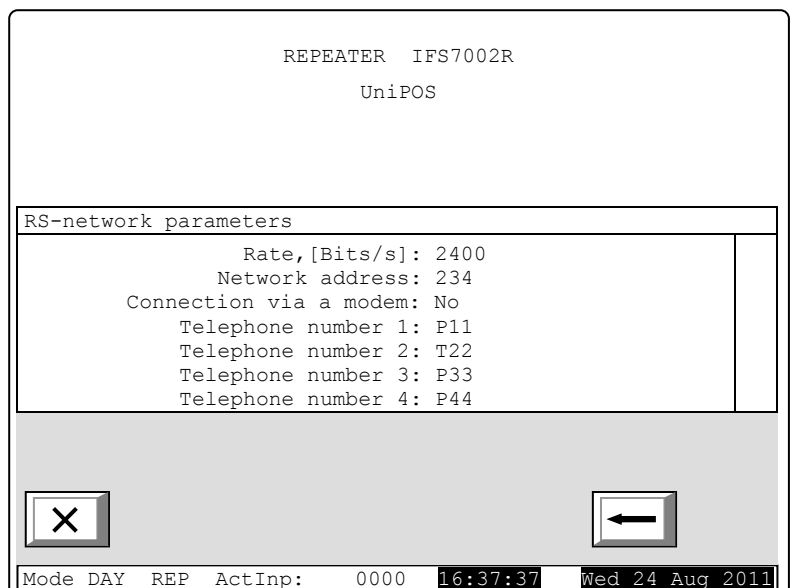 REPEATER IFS7002R
UniPOS
RS-network parameters
Rate,[Bits/s]: 2400
Network address: 234
Connection via a modem: No
Telephone number 1: P11
Telephone number 2: T22
Telephone number 3: P33
Telephone number 4: P44
Mode DAY REP ActInp: 0000 16:37:37 Wed 24 Aug 2011